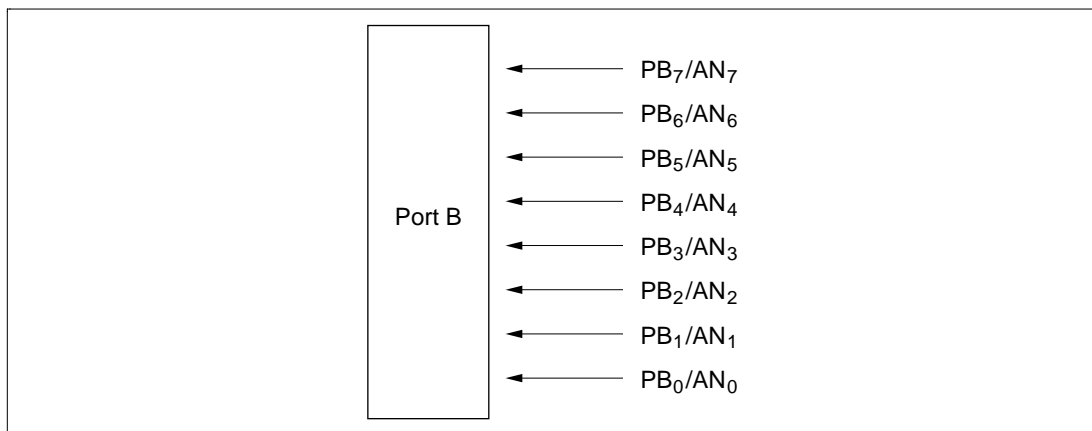 PB₇/AN₇
PB₆/AN₆
PB₅/AN₅
PB₄/AN₄
Port B
PB₃/AN₃
PB₂/AN₂
PB₁/AN₁
PB₀/AN₀